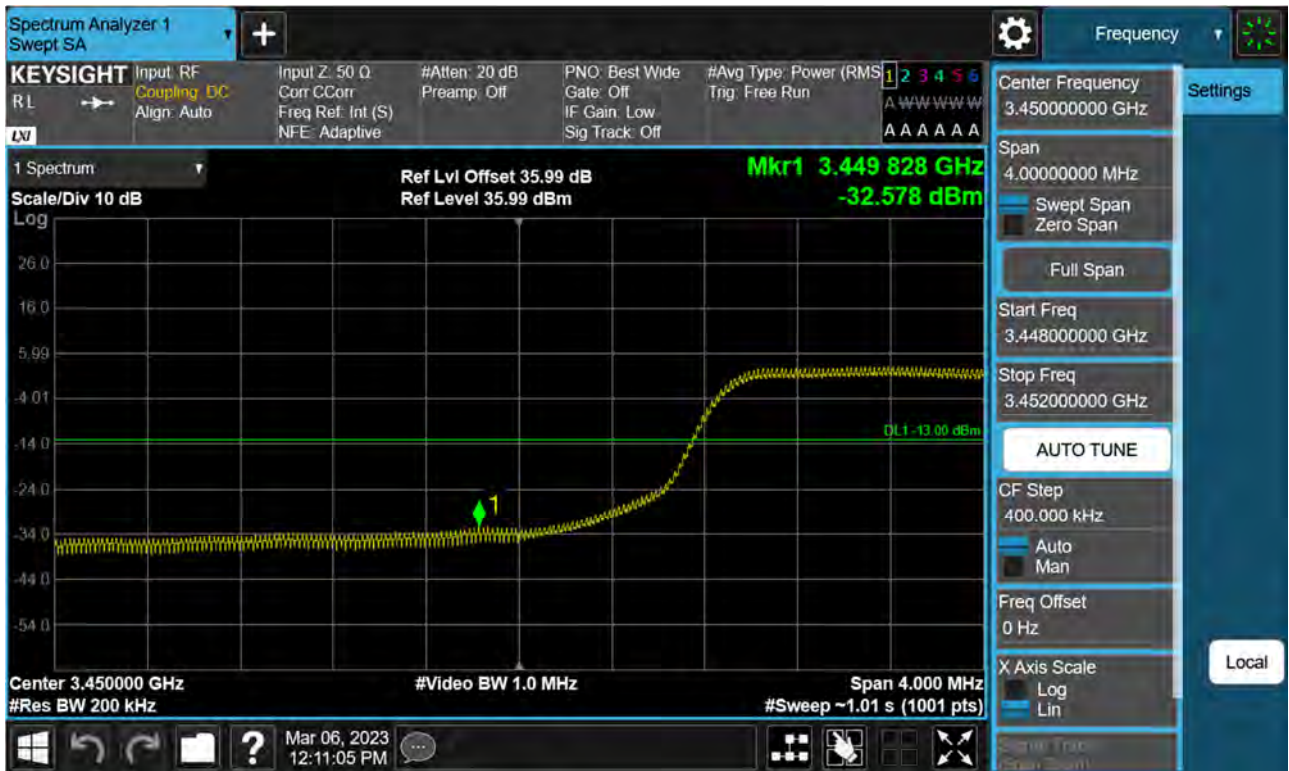 Spectrum Analyzer 1
Swept SA
+
Frequency
KEYSIGHT
RL
LXI
Input: RF
Coupling: DC
Align: Auto
Input Z: 50 Ω
Corr CCorr
Freq Ref: Int (S)
NFE: Adaptive
#Atten: 20 dB
Preamp: Off
PNO: Best Wide
Gate: Off
IF Gain: Low
Sig Track: Off
#Avg Type: Power (RMS
Trig: Free Run
1 2 3 4 5 6
A W W W W W
A A A A A A
1 Spectrum
Scale/Div 10 dB
Ref Lvl Offset 35.99 dB
Ref Level 35.99 dBm
Mkr1 3.449 828 GHz
-32.578 dBm
Log
26.0
16.0
5.99
-4.01
-14.0
-24.0
-34.0
-44.0
-54.0
DL1 -13.00 dBm
1
Center 3.450000 GHz
#Res BW 200 kHz
#Video BW 1.0 MHz
Span 4.000 MHz
#Sweep ~1.01 s (1001 pts)
Center Frequency
3.450000000 GHz
Settings
Span
4.00000000 MHz
Swept Span
Zero Span
Full Span
Start Freq
3.448000000 GHz
Stop Freq
3.452000000 GHz
AUTO TUNE
CF Step
400.000 kHz
Auto
Man
Freq Offset
0 Hz
X Axis Scale
Log
Lin
Local
?
Mar 06, 2023
12:11:05 PM